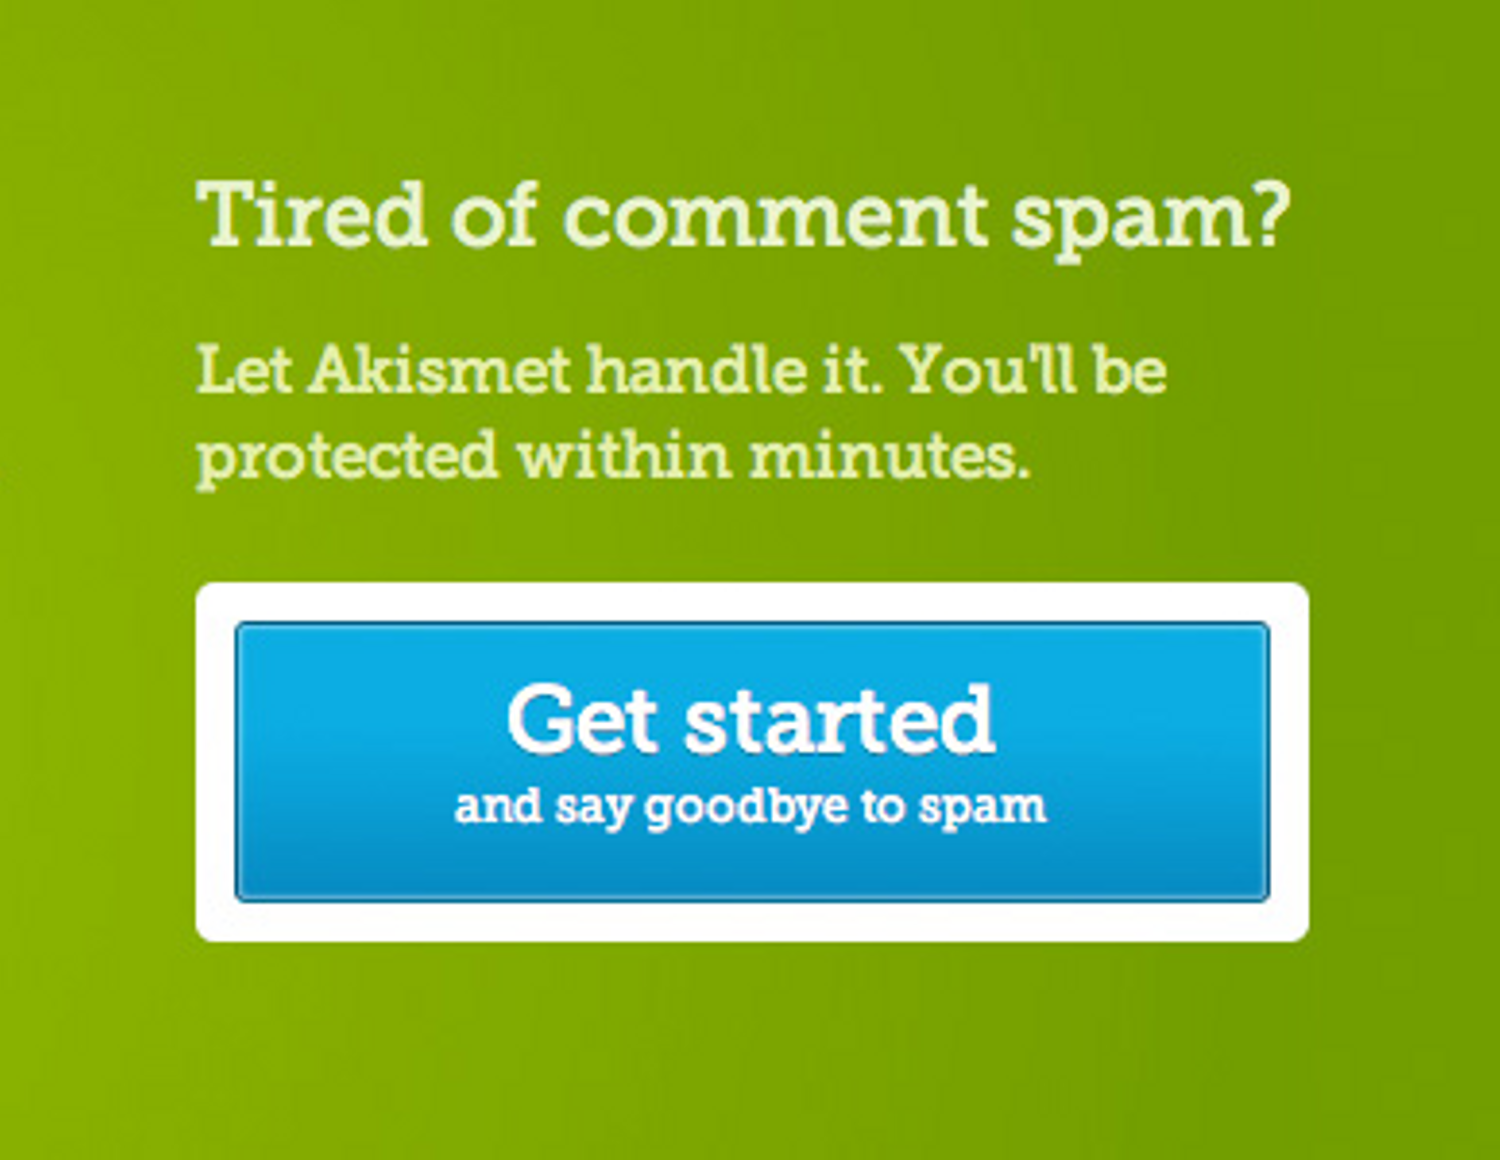 Tired of comment spam?
Let Akismet handle it. You'll be
protected within minutes.
Get started
and say goodbye to spam